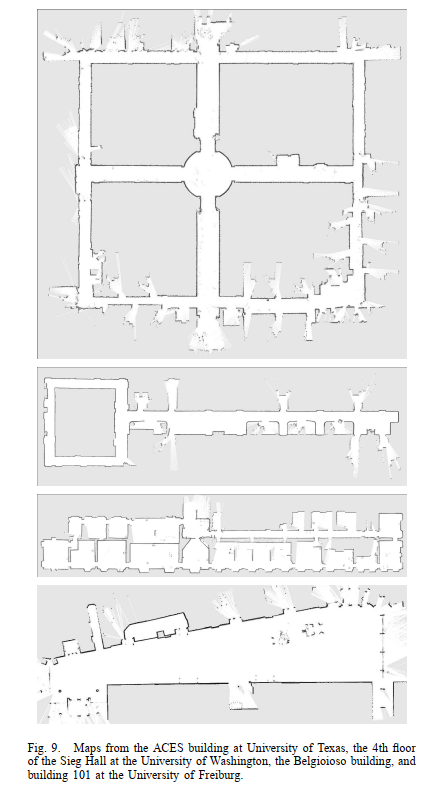 Fig. 9. Maps from the ACES building at University of Texas, the 4th floor
of the Sieg Hall at the University of Washington, the Belgioioso building, and
building 101 at the University of Freiburg.